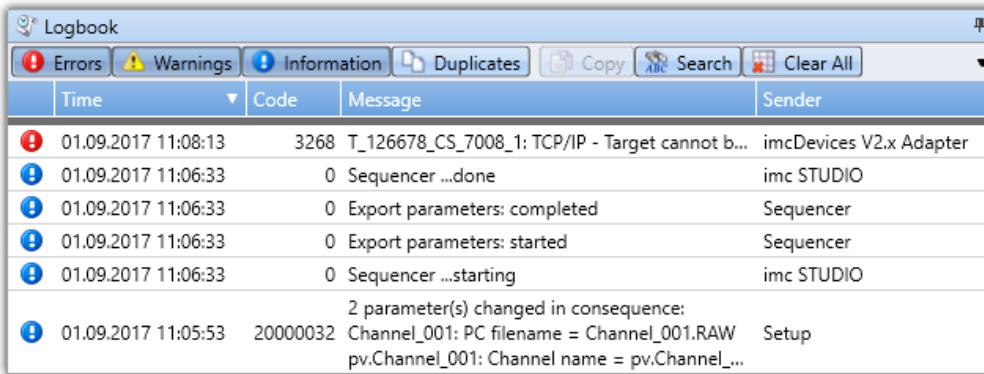 Logbook
Errors Warnings Information Duplicates Copy Search Clear All
Time Code Message Sender
01.09.2017 11:08:13 3268 T_126678_CS_7008_1: TCP/IP - Target cannot b... imcDevices V2.x Adapter
01.09.2017 11:06:33 0 Sequencer ...done imc STUDIO
01.09.2017 11:06:33 0 Export parameters: completed Sequencer
01.09.2017 11:06:33 0 Export parameters: started Sequencer
01.09.2017 11:06:33 0 Sequencer ...starting imc STUDIO
2 parameter(s) changed in consequence:
01.09.2017 11:05:53 20000032 Channel_001: PC filename = Channel_001.RAW Setup
pv.Channel_001: Channel name = pv.Channel_...